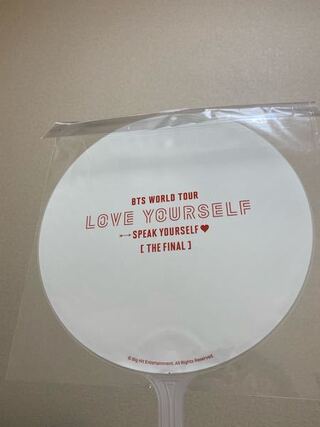 BTS WORLD TOUR
LOVE YOURSELF
SPEAK YOURSELF
[ THE FINAL ]
© Big Hit Entertainment. All Rights Reserved.